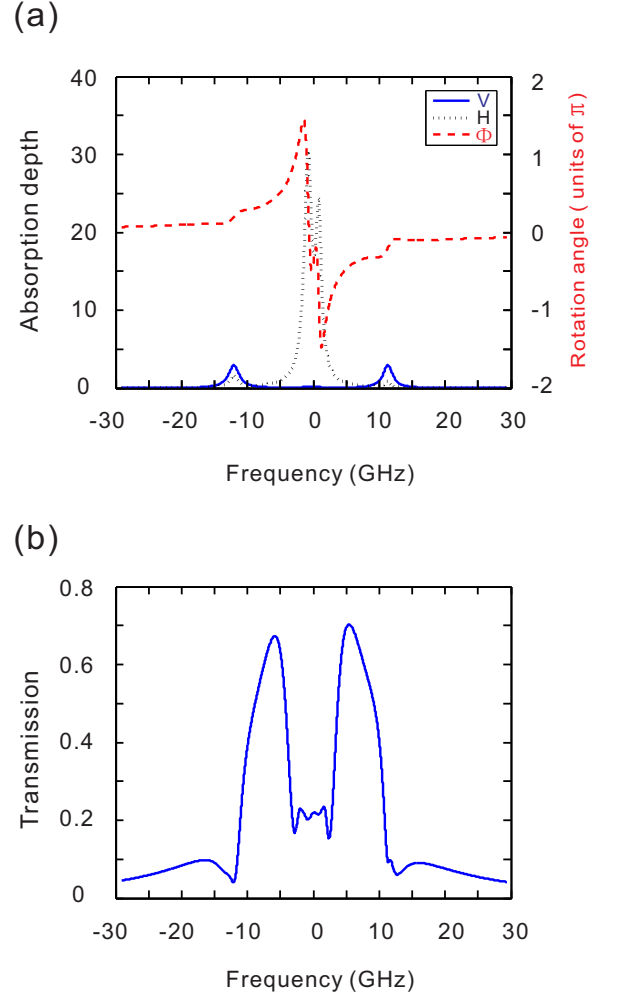 (a)
40
30
20
10
0
Absorption depth
2
1
0
-1
-2
Rotation angle ( units of π)
V
H
Φ
-30 -20 -10 0 10 20 30
Frequency (GHz)
(b)
0.8
0.6
0.4
0.2
0
Transmission
-30 -20 -10 0 10 20 30
Frequency (GHz)